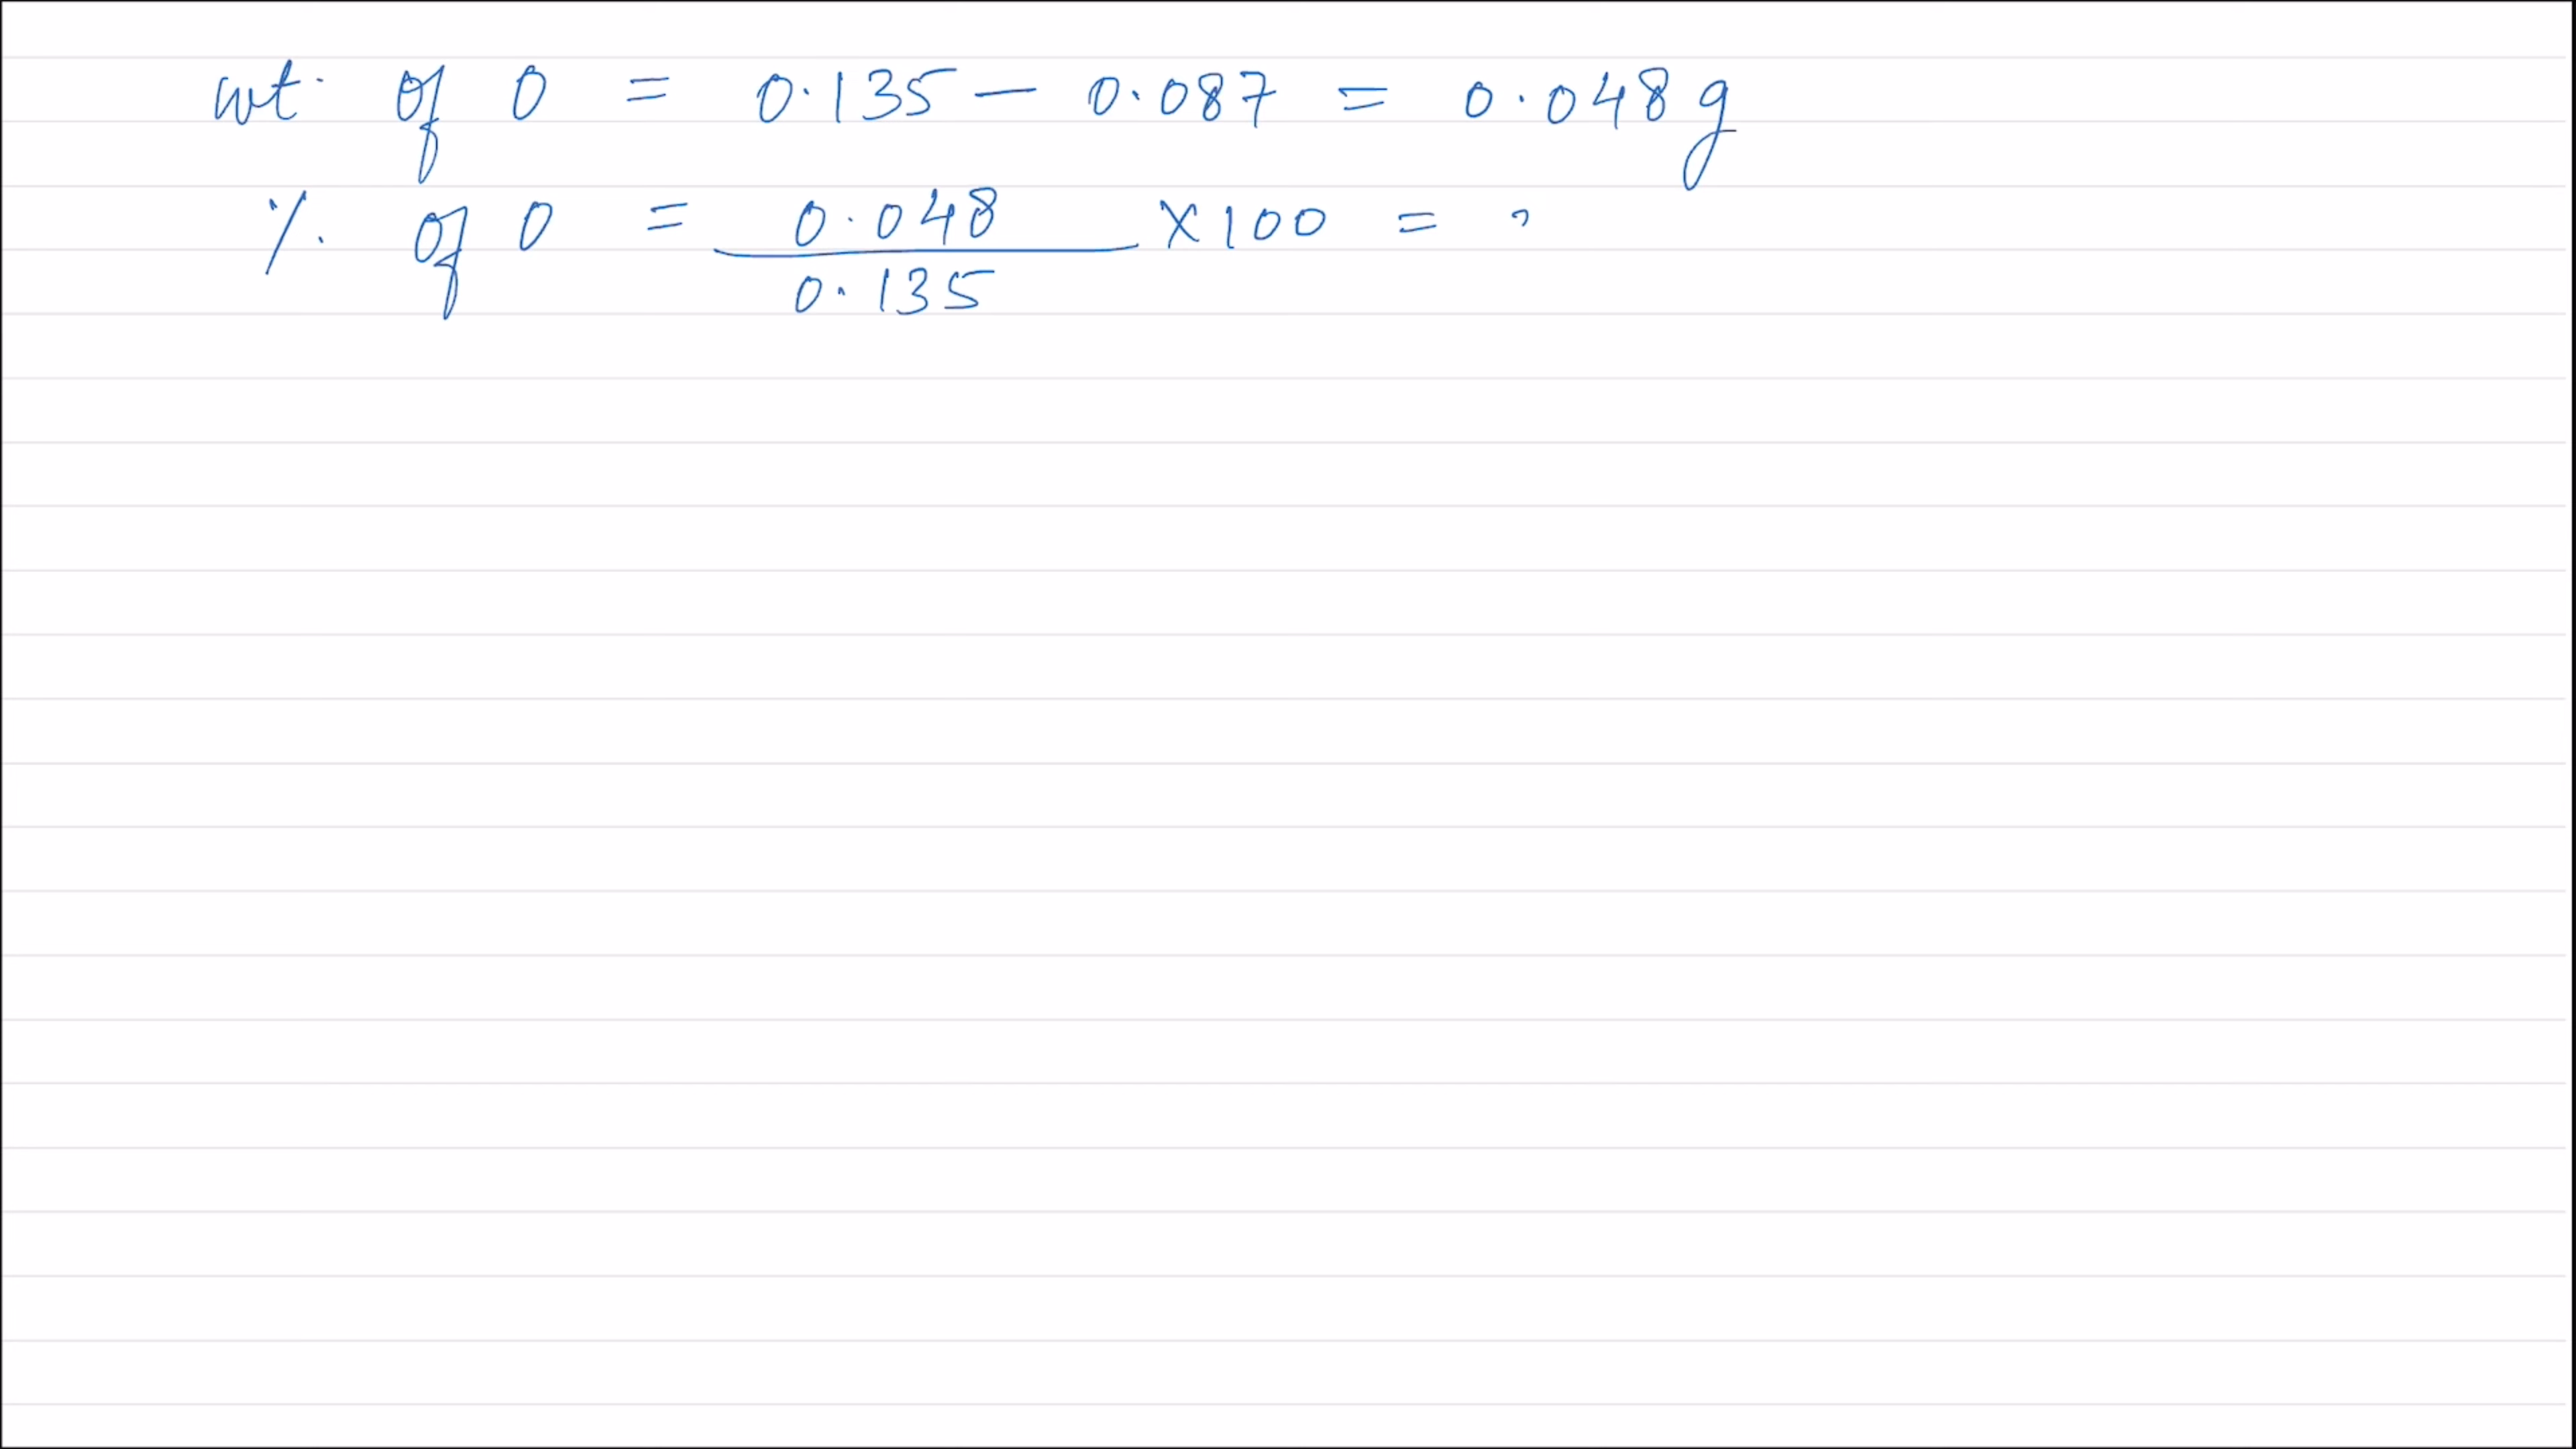 wt. of O = 0.135 - 0.087 = 0.048 g
% of O = 0.048 / 0.135 × 100 =